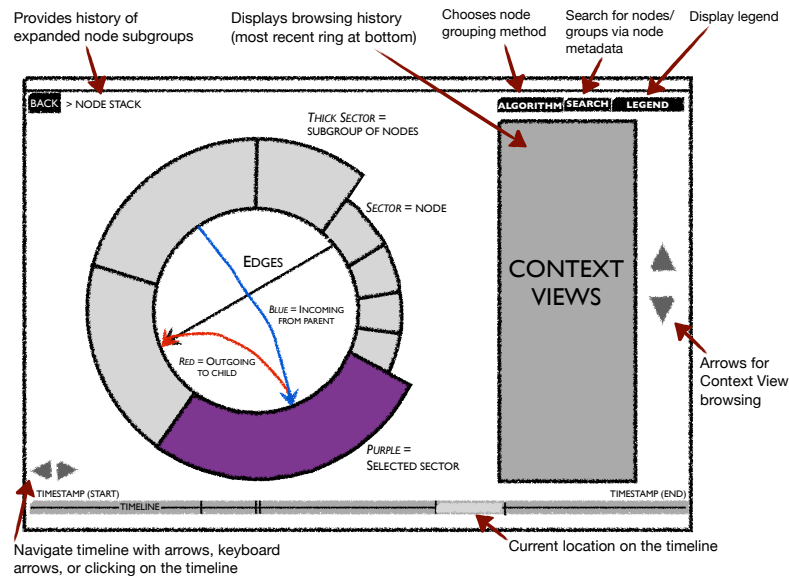 Provides history of
expanded node subgroups
Displays browsing history
(most recent ring at bottom)
Chooses node
grouping method
Search for nodes/
groups via node
metadata
Display legend
BACK > NODE STACK
ALGORITHM SEARCH LEGEND
THICK SECTOR =
SUBGROUP OF NODES
SECTOR = NODE
EDGES
BLUE = INCOMING
FROM PARENT
RED = OUTGOING
TO CHILD
PURPLE =
SELECTED SECTOR
CONTEXT
VIEWS
Arrows for
Context View
browsing
TIMESTAMP (START)
TIMESTAMP (END)
TIMELINE
Navigate timeline with arrows, keyboard
arrows, or clicking on the timeline
Current location on the timeline